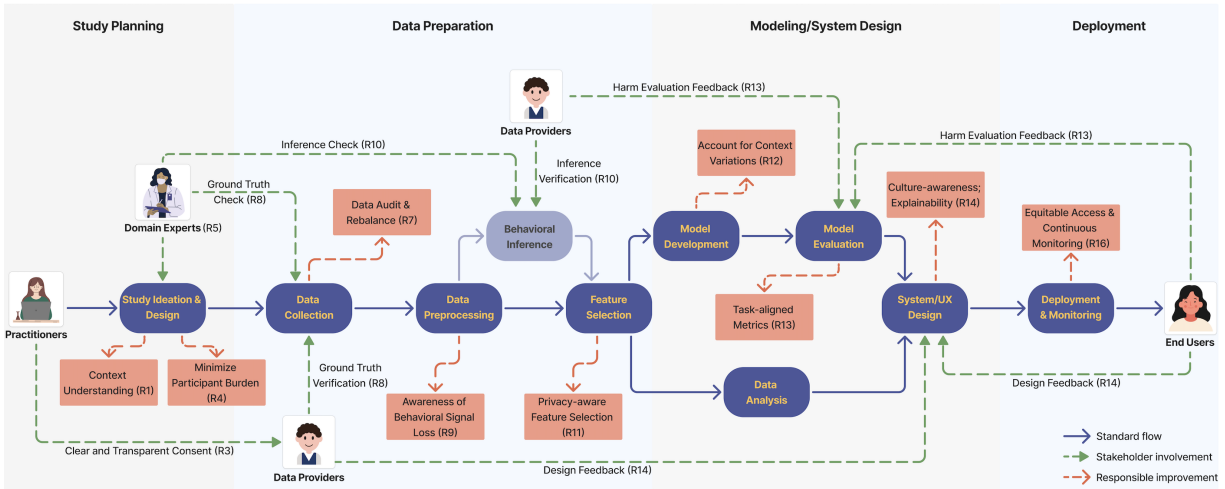 Study Planning
Data Preparation
Modeling/System Design
Deployment
Data Providers
Harm Evaluation Feedback (R13)
Harm Evaluation Feedback (R13)
Inference Check (R10)
Inference
Verification (R10)
Account for Context
Variations (R12)
Ground Truth
Check (R8)
Domain Experts (R5)
Data Audit &
Rebalance (R7)
Behavioral
Inference
Model
Development
Model
Evaluation
Culture-awareness;
Explainability (R14)
Equitable Access &
Continuous
Monitoring (R16)
Practitioners
Study Ideation &
Design
Data
Collection
Data
Preprocessing
Feature
Selection
Task-aligned
Metrics (R13)
System/UX
Design
Deployment
& Monitoring
End Users
Context
Understanding (R1)
Minimize
Participant Burden
(R4)
Ground Truth
Verification (R8)
Awareness of
Behavioral Signal
Loss (R9)
Privacy-aware
Feature Selection
(R11)
Data
Analysis
Design Feedback (R14)
Clear and Transparent Consent (R3)
Data Providers
Design Feedback (R14)
Standard flow
Stakeholder involvement
Responsible improvement